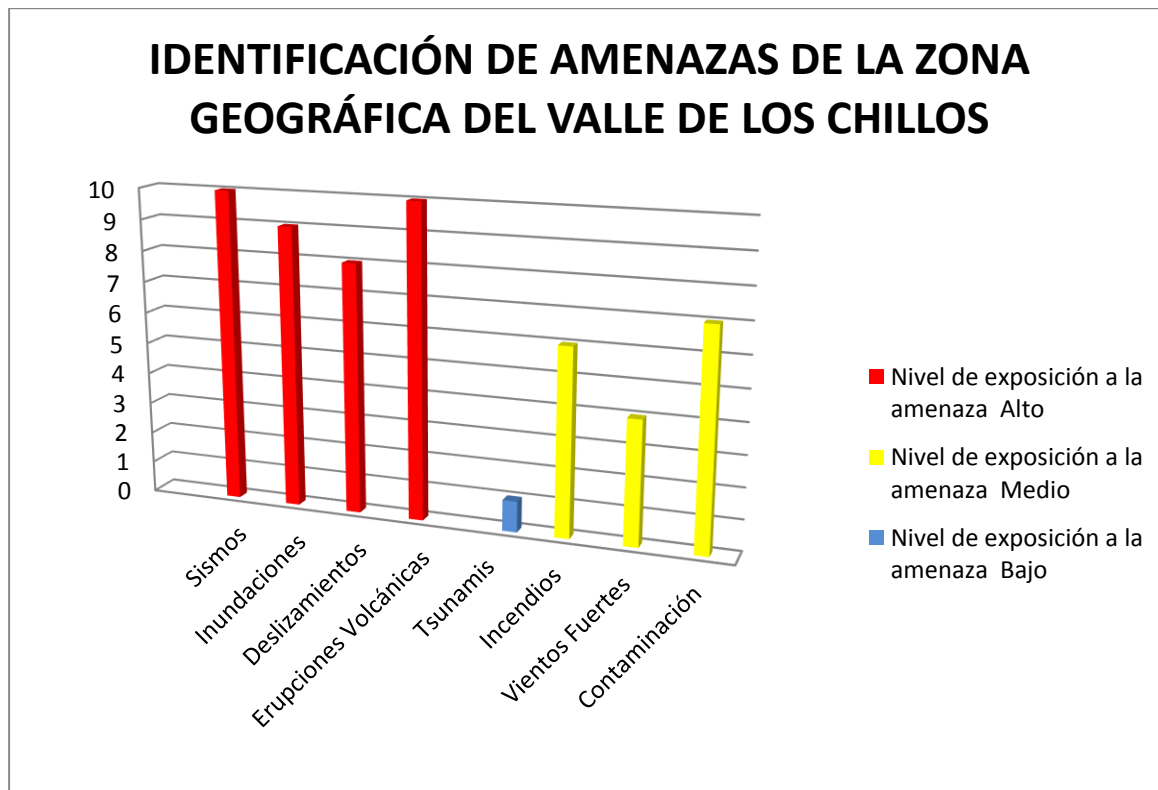 IDENTIFICACIÓN DE AMENAZAS DE LA ZONA
GEOGRÁFICA DEL VALLE DE LOS CHILLOS
10
9
8
7
6
5
4
3
2
1
0
Sismos
Inundaciones
Deslizamientos
Erupciones Volcánicas
Tsunamis
Incendios
Vientos Fuertes
Contaminación
Nivel de exposición a la
amenaza Alto
Nivel de exposición a la
amenaza Medio
Nivel de exposición a la
amenaza Bajo